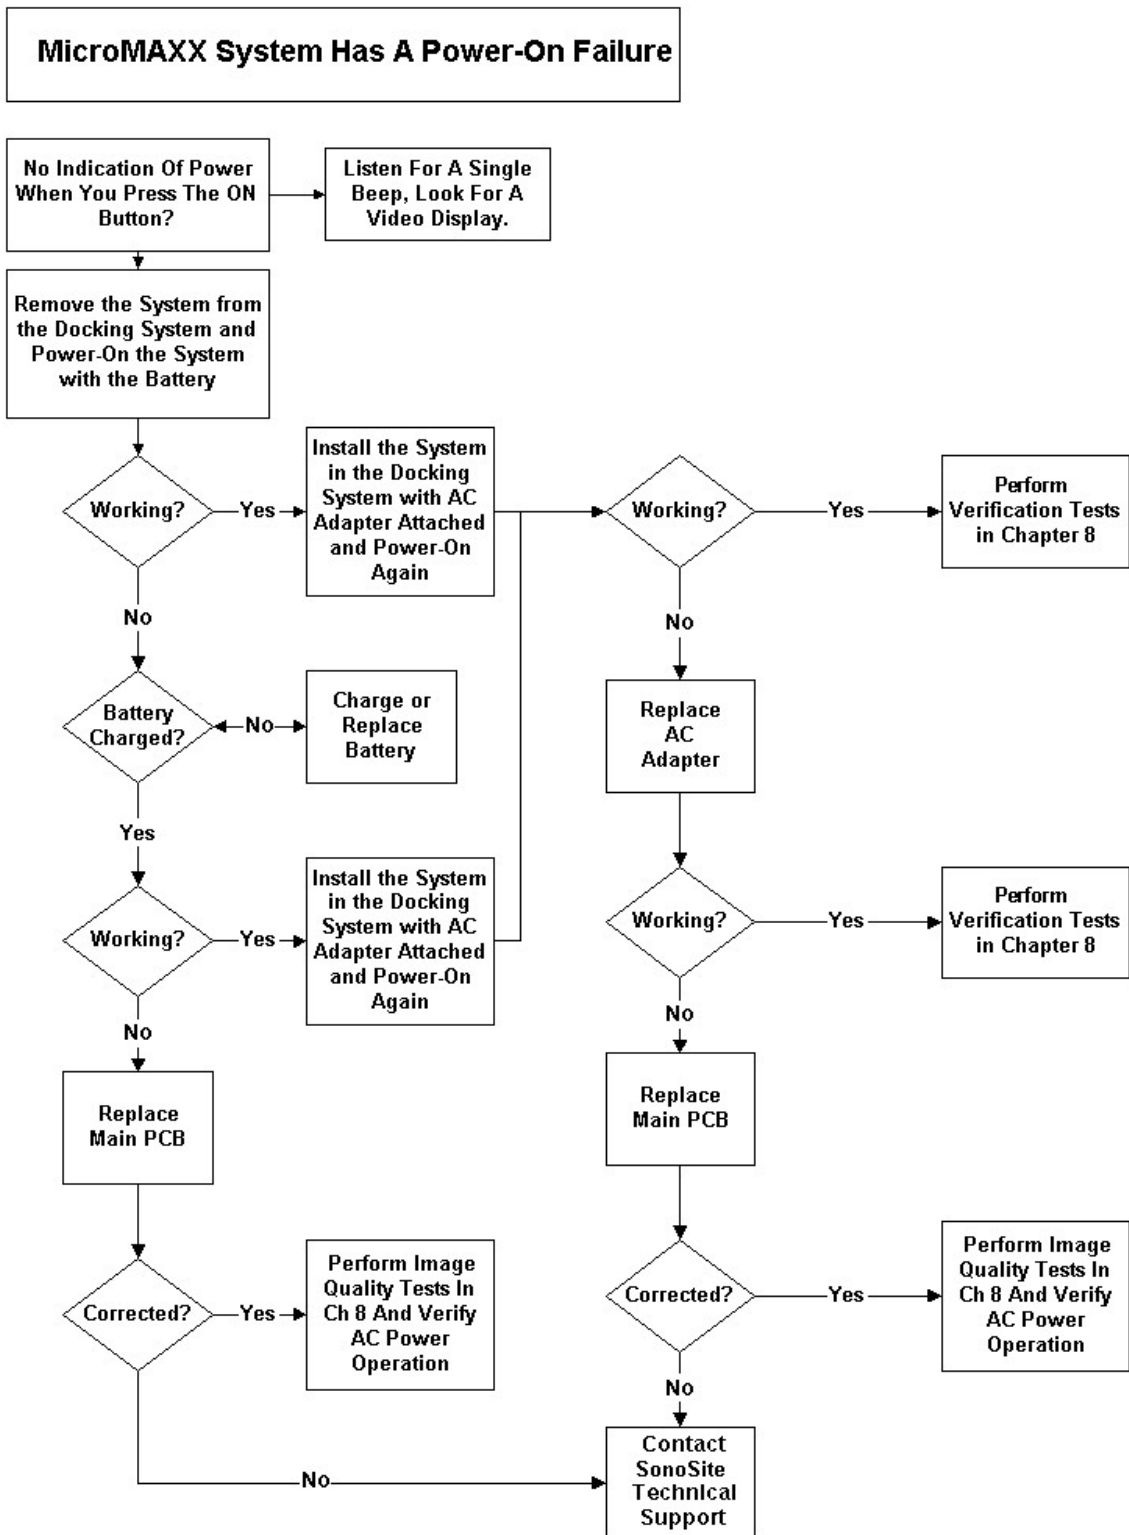 MicroMAXX System Has A Power-On Failure
No Indication Of Power
When You Press The ON
Button?
Listen For A Single
Beep, Look For A
Video Display.
Remove the System from
the Docking System and
Power-On the System
with the Battery
Working?
Yes
Install the System
in the Docking
System with AC
Adapter Attached
and Power-On
Again
Working?
Yes
Perform
Verification Tests
in Chapter 8
No
No
Battery
Charged?
No
Charge or
Replace
Battery
Replace
AC
Adapter
Yes
Working?
Yes
Install the System
in the Docking
System with AC
Adapter Attached
and Power-On
Again
Working?
Yes
Perform
Verification Tests
in Chapter 8
No
No
Replace
Main PCB
Replace
Main PCB
Corrected?
Yes
Perform Image
Quality Tests In
Ch 8 And Verify
AC Power
Operation
Corrected?
Yes
Perform Image
Quality Tests In
Ch 8 And Verify
AC Power
Operation
No
No
Contact
SonoSite
Technical
Support